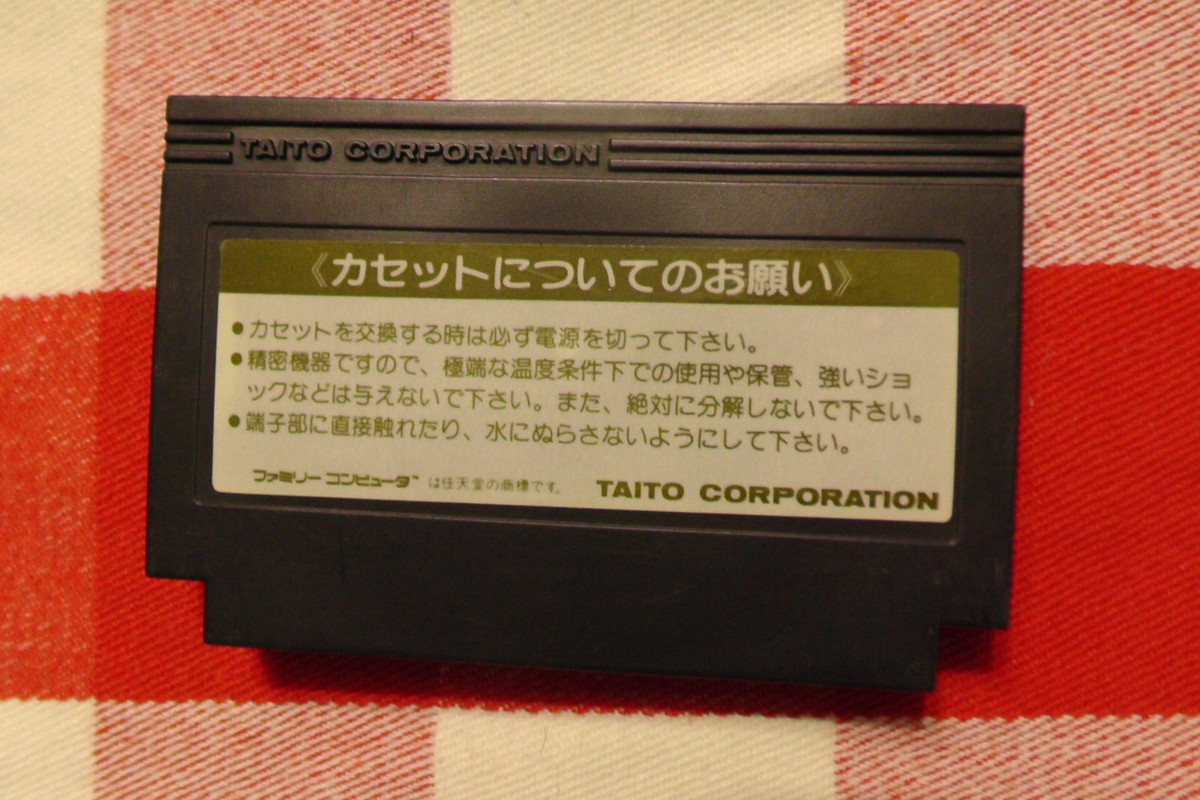 TAITO CORPORATION
《カセットについてのお願い》
●カセットを交換する時は必ず電源を切って下さい。
●精密機器ですので、極端な温度条件下での使用や保管、強いショ
ックなどは与えないで下さい。また、絶対に分解しないで下さい。
●端子部に直接触れたり、水にぬらさないようにして下さい。
ファミリーコンピュータ™ は任天堂の商標です。 TAITO CORPORATION